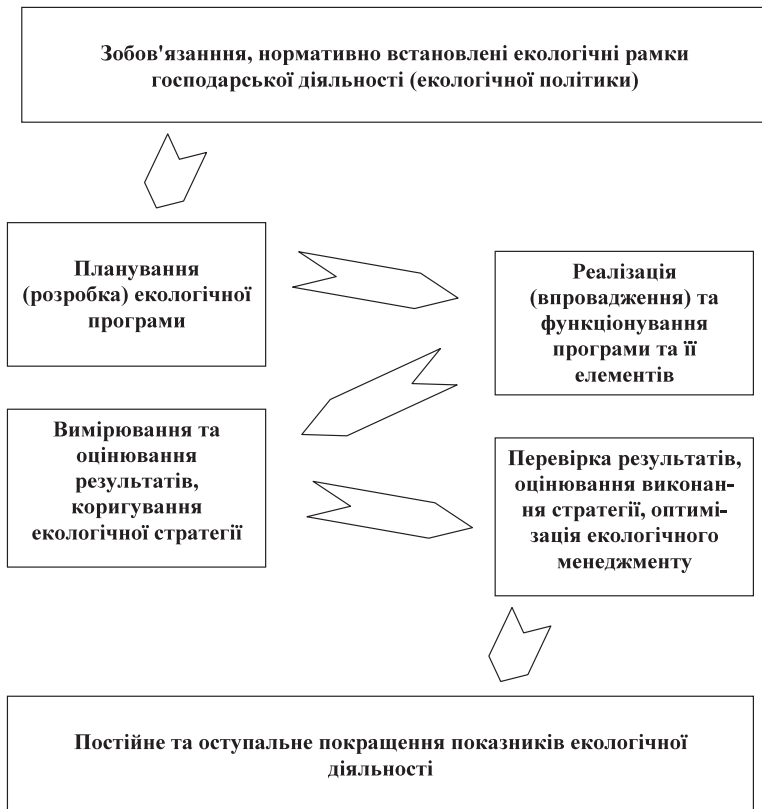 Зобов'язанння, нормативно встановлені екологічні рамки
господарської діяльності (екологічної політики)
Планування
(розробка) екологічної
програми
Реалізація
(впровадження) та
функціонування
програми та її
елементів
Вимірювання та
оцінювання
результатів,
коригування
екологічної стратегії
Перевірка результатів,
оцінювання виконан-
ня стратегії, оптимі-
зація екологічного
менеджменту
Постійне та оступальне покращення показників екологічної
діяльності